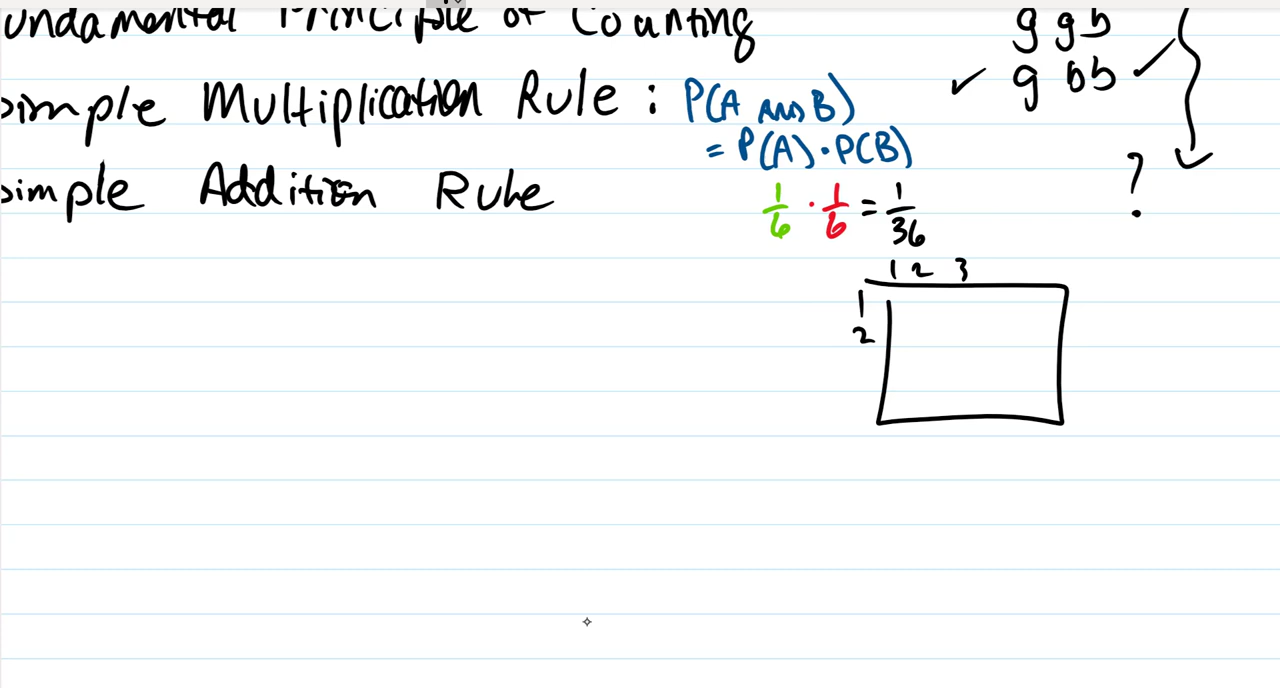 undamental Principle of Counting
simple Multiplication Rule : P(A AND B)
= P(A) · P(B)
simple Addition Rule
1/6 · 1/6 = 1/36
1 2 3
1
2
g g b
✓ g b b ✓
?